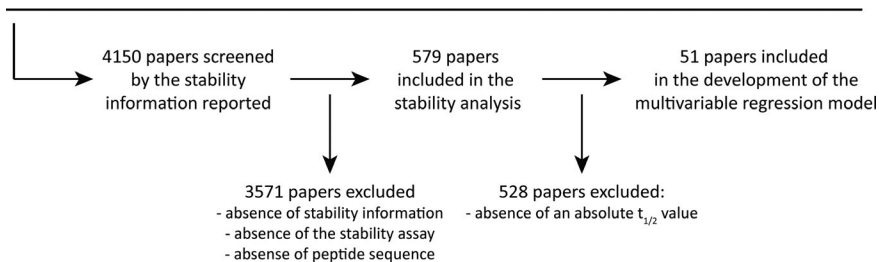 4150 papers screened
by the stability
information reported
579 papers
included in the
stability analysis
51 papers included
in the development of the
multivariable regression model
3571 papers excluded
- absence of stability information
- absence of the stability assay
- absense of peptide sequence
528 papers excluded:
- absence of an absolute t1/2 value